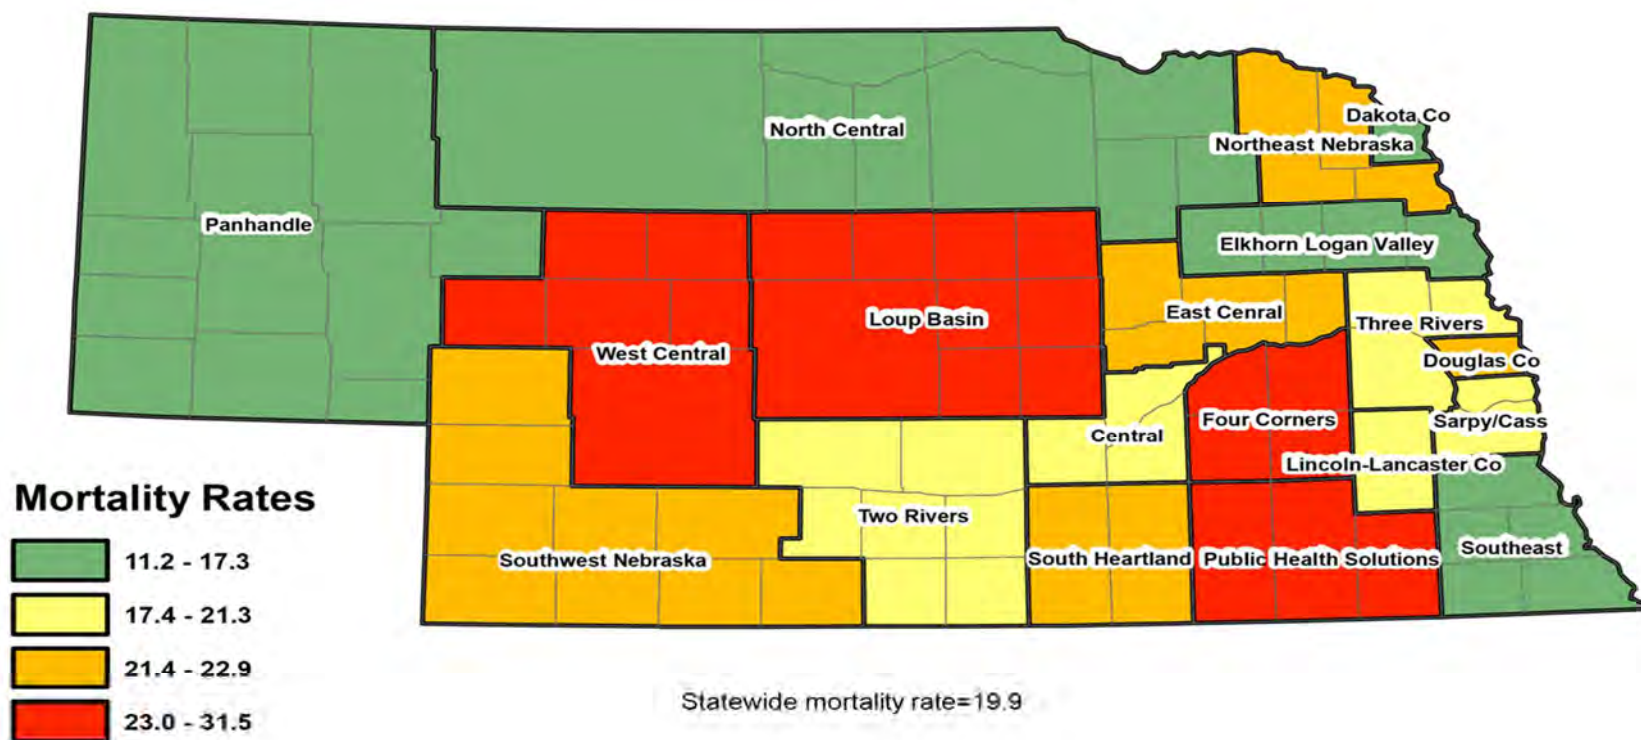 Dakota Co
North Central
Northeast Nebraska
Panhandle
Elkhorn Logan Valley
East Cenral
Loup Basin
Three Rivers
West Central
Douglas Co
Four Corners
Sarpy/Cass
Central
Lincoln-Lancaster Co
Two Rivers
Southeast
Southwest Nebraska
South Heartland
Public Health Solutions
Mortality Rates
11.2 - 17.3
17.4 - 21.3
21.4 - 22.9
23.0 - 31.5
Statewide mortality rate=19.9